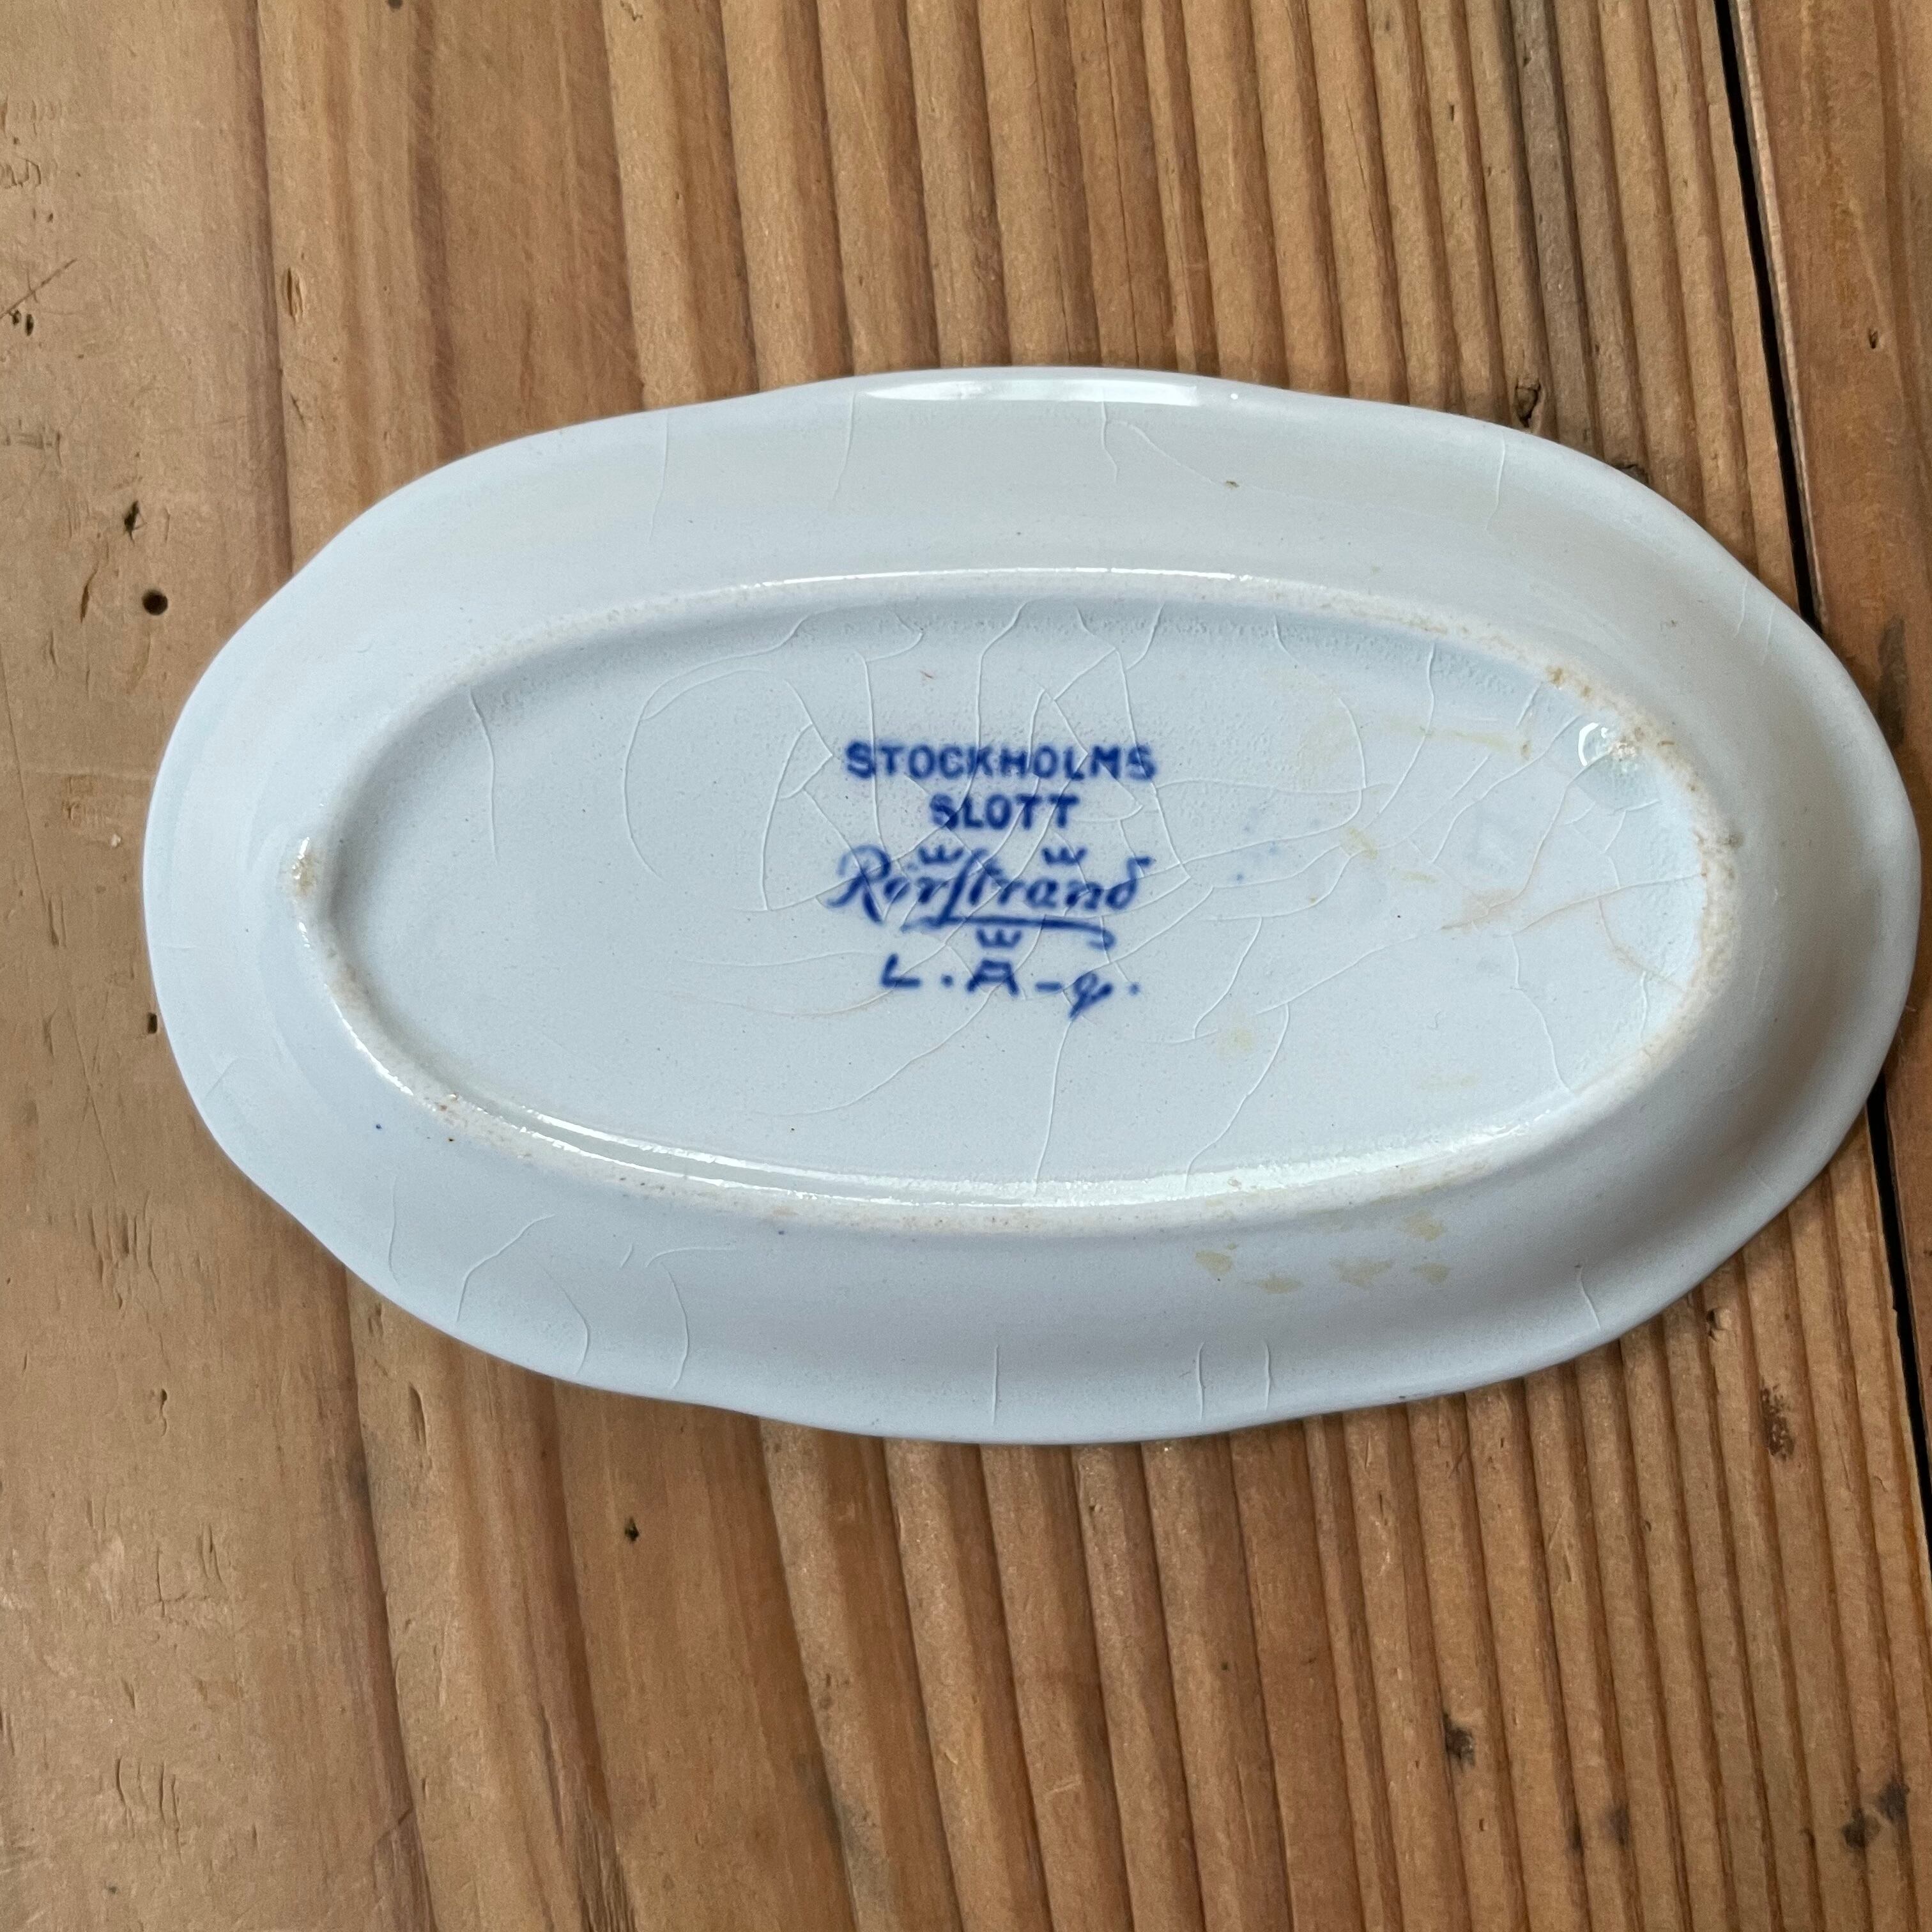 STOCKHOLMS
SLOTT
Rörstrand
L.A-g.